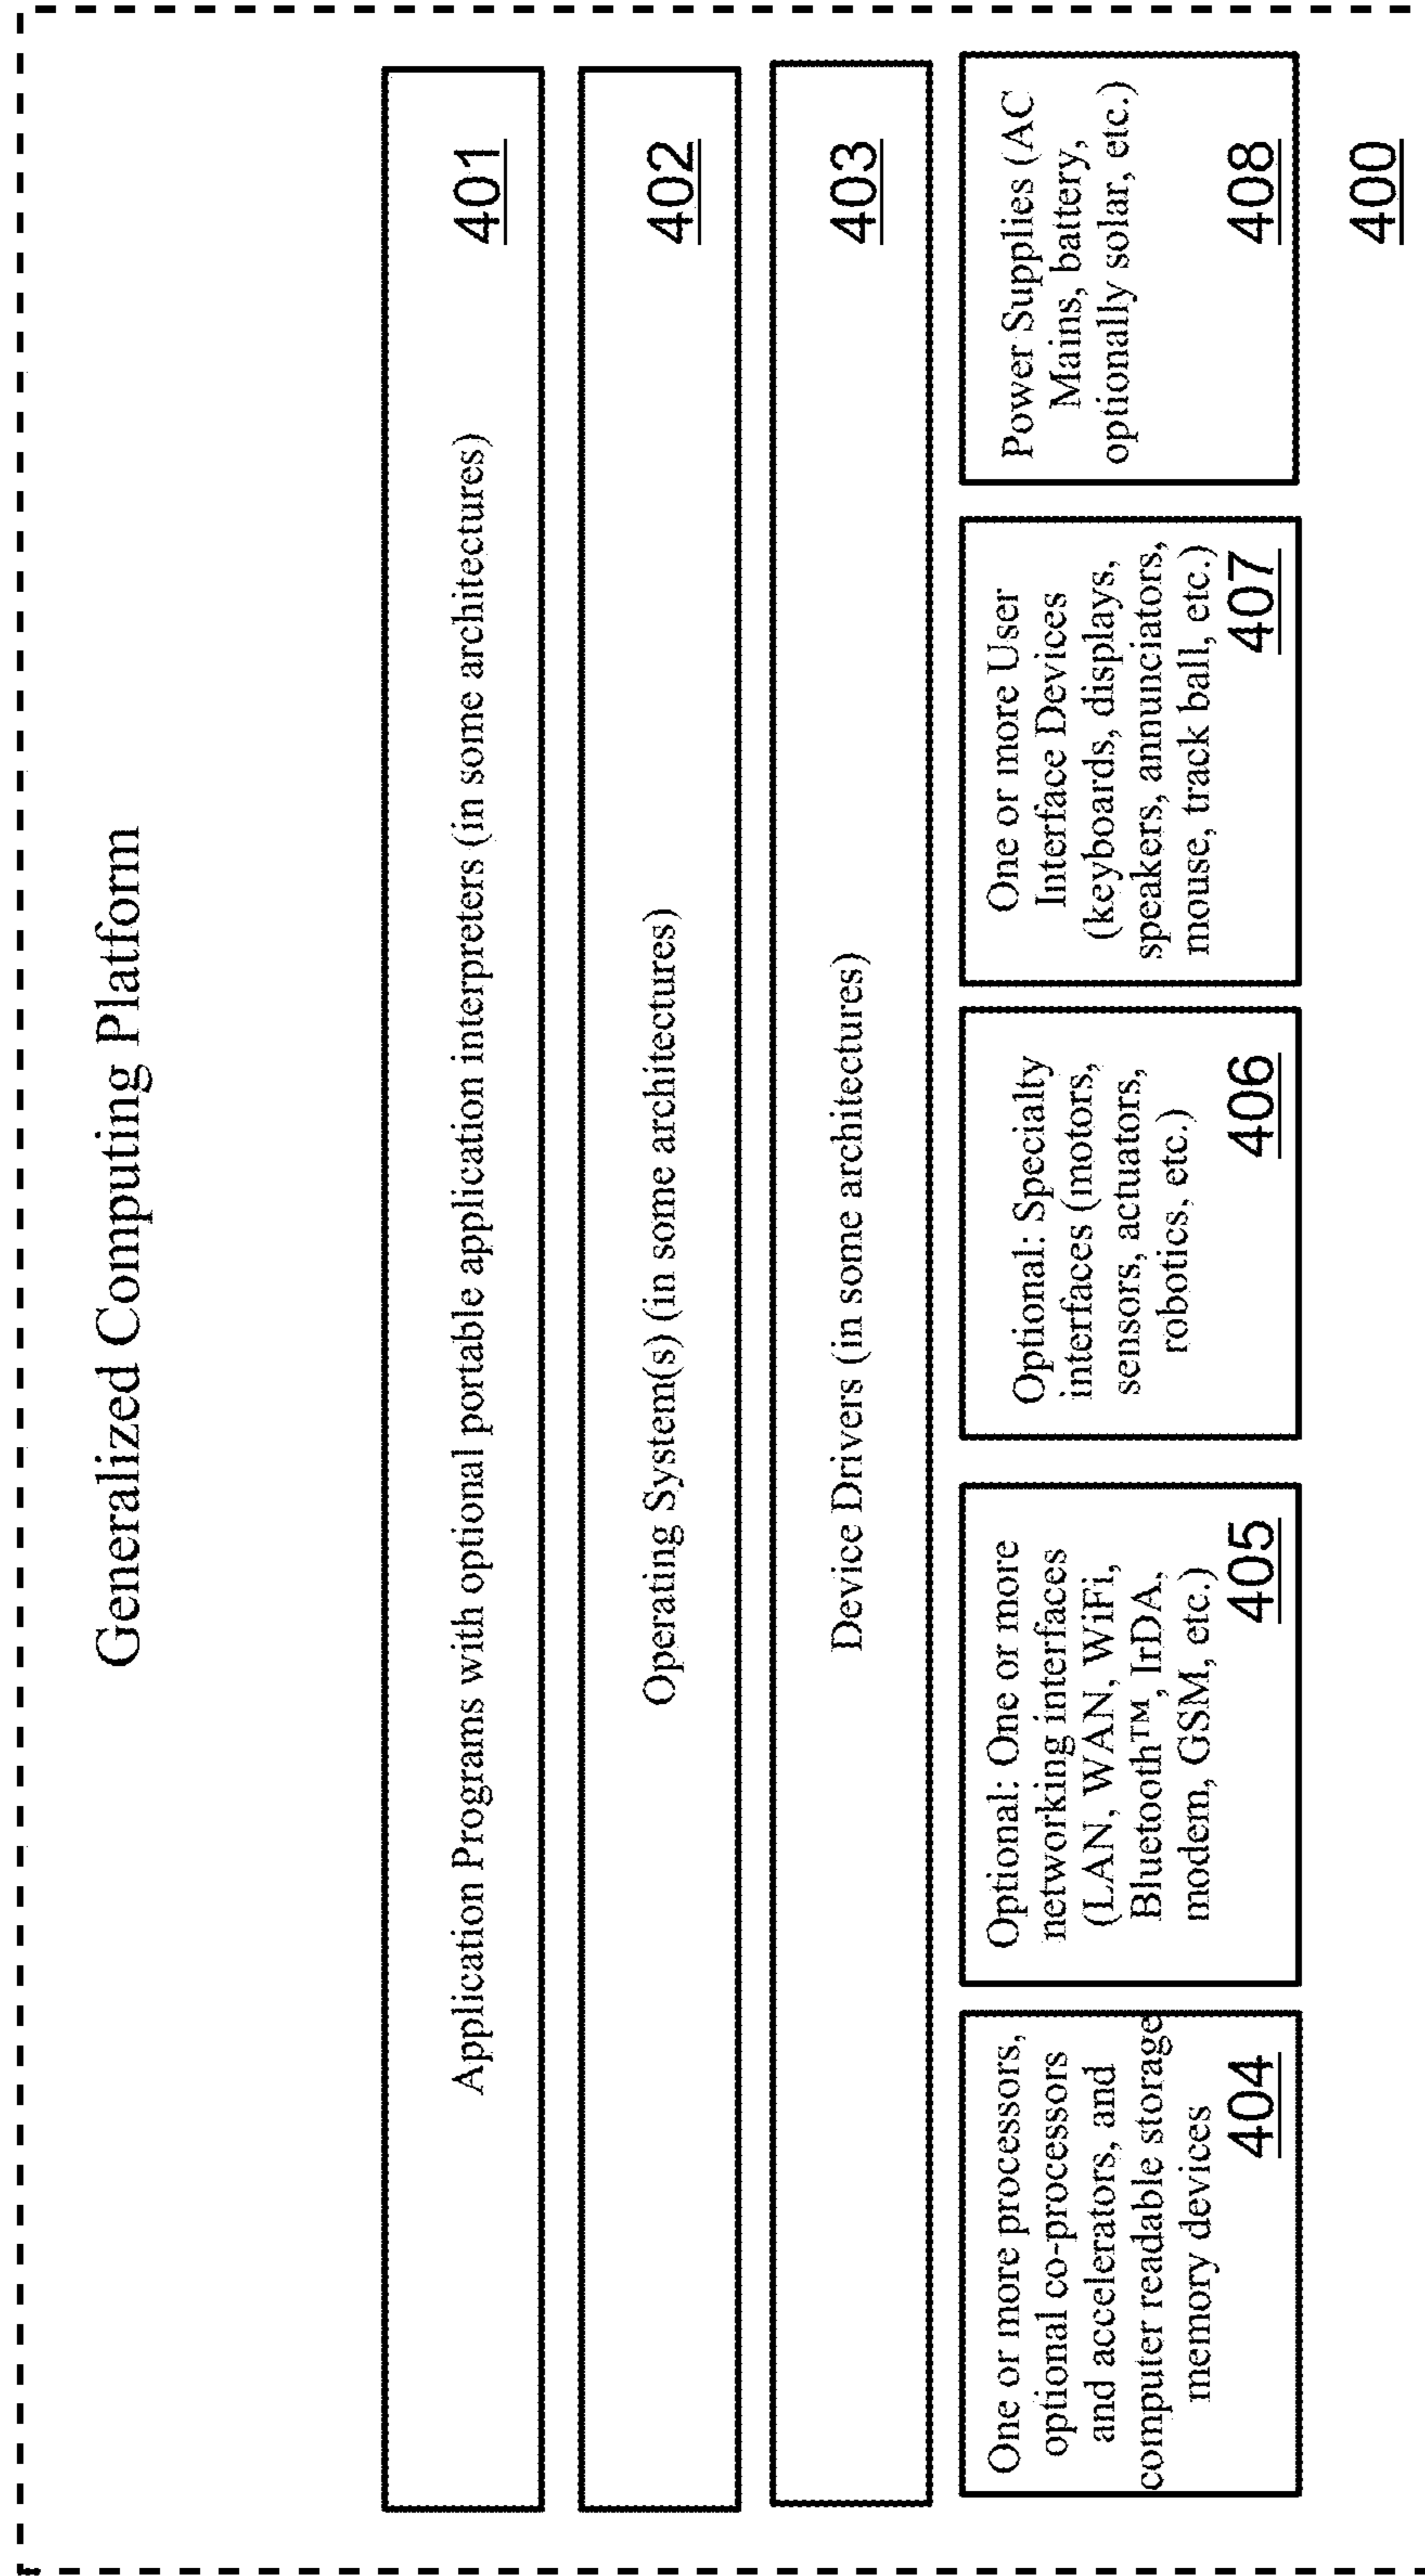 Generalized Computing Platform
Application Programs with optional portable application interpreters (in some architectures)
401
Operating System(s) (in some architectures)
402
Device Drivers (in some architectures)
403
One or more processors,
optional co-processors
and accelerators, and
computer readable storage
memory devices
404
Optional: One or more
networking interfaces
(LAN, WAN, WiFi,
Bluetooth™, IrDA,
modem, GSM, etc.)
405
Optional: Specialty
interfaces (motors,
sensors, actuators,
robotics, etc.)
406
One or more User
Interface Devices
(keyboards, displays,
speakers, annunciators,
mouse, track ball, etc.)
407
Power Supplies (AC
Mains, battery,
optionally solar, etc.)
408
400